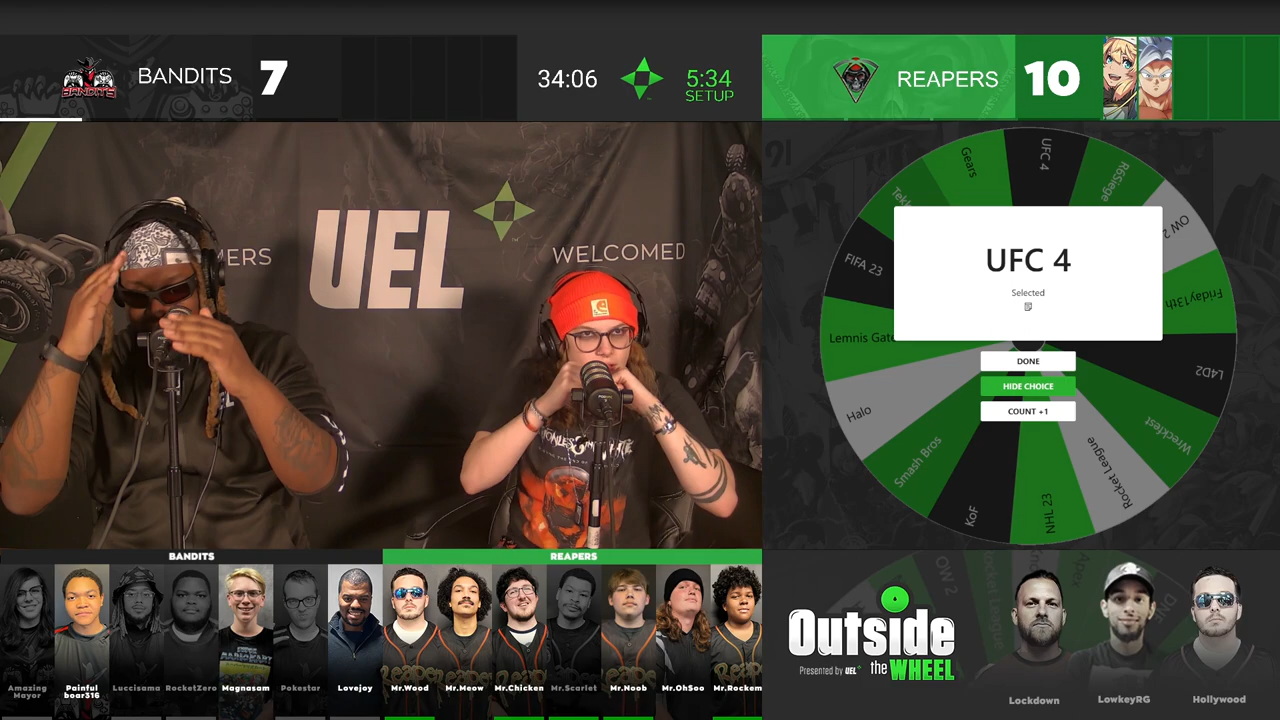 BANDITS 7
BANDITS
34:06
5:34
SETUP
REAPERS 10
UEL
WELCOMED
UFC 4
Selected
DONE
HIDE CHOICE
COUNT +1
Gears
UFC 4
R6Siege
OW 2
Friday13th
L4D2
Wreckfest
Rocket League
NHL 23
KoF
Smash Bros
Halo
Lemnis Gate
FIFA 23
BANDITS
REAPERS
Amazing
Mayor
Painful
boar316
Luccisama
RocketZero
Magnasam
Pokestar
Lovejoy
Mr.Wood
Mr.Meow
Mr.Chicken
Mr.Scarlet
Mr.Noob
Mr.OhSoo
Mr.Rockem
Outside
the WHEEL
Presented by UEL
Lockdown
LowkeyRG
Hollywood